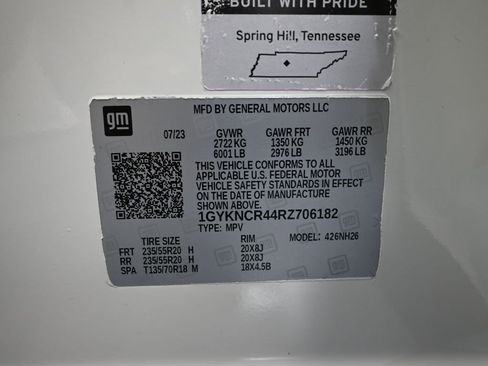 BUILT WITH PRIDE
Spring Hill, Tennessee
gm
MFD BY GENERAL MOTORS LLC
07/23 GVWR GAWR FRT GAWR RR
2722 KG 1350 KG 1450 KG
6001 LB 2976 LB 3196 LB
THIS VEHICLE CONFORMS TO ALL
APPLICABLE U.S. FEDERAL MOTOR
VEHICLE SAFETY STANDARDS IN EFFECT
ON THE DATE OF MANUFACTURE
SHOWN ABOVE.
1GYKNCR44RZ706182
TYPE: MPV MODEL: 426NH26
TIRE SIZE RIM
FRT 235/55R20 H 20X8J
RR 235/55R20 H 20X8J
SPA T135/70R18 M 18X4.5B